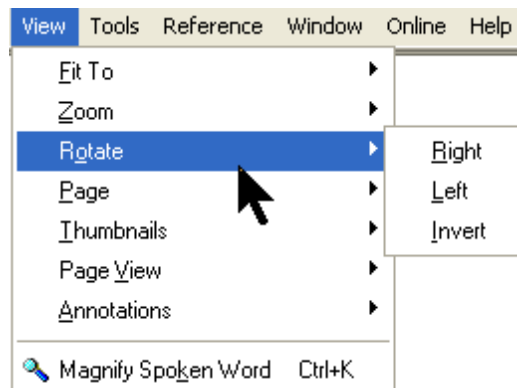 View Tools Reference Window Online Help
Fit To
Zoom
Rotate
Right
Page
Left
Thumbnails
Invert
Page View
Annotations
Magnify Spoken Word Ctrl+K